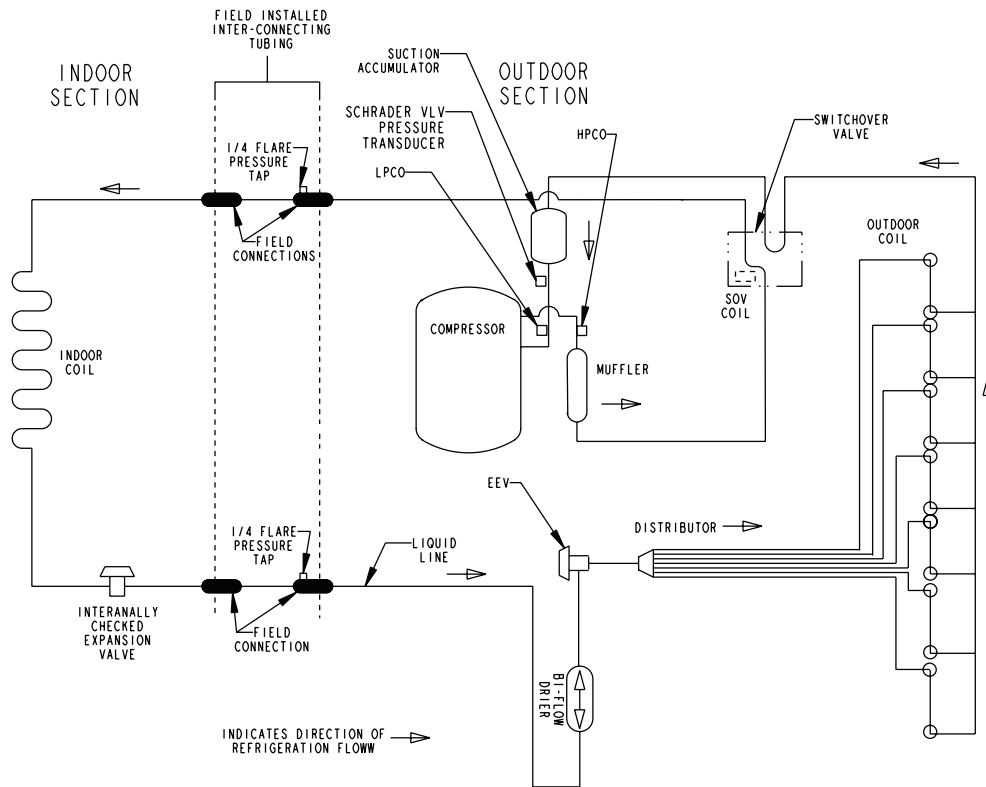 FIELD INSTALLED
INTER-CONNECTING
TUBING
INDOOR
SECTION
SUCTION
ACCUMULATOR
OUTDOOR
SECTION
SCHRADER VLV
PRESSURE
TRANSDUCER
HPCO
SWITCHOVER
VALVE
1/4 FLARE
PRESSURE
TAP
LPCO
FIELD
CONNECTIONS
OUTDOOR
COIL
SOV
COIL
COMPRESSOR
INDOOR
COIL
MUFFLER
EEV
1/4 FLARE
PRESSURE
TAP
LIQUID
LINE
DISTRIBUTOR
INTERANALLY
CHECKED
EXPANSION
VALVE
FIELD
CONNECTION
BI-FLOW
DRIER
INDICATES DIRECTION OF
REFRIGERATION FLOWW